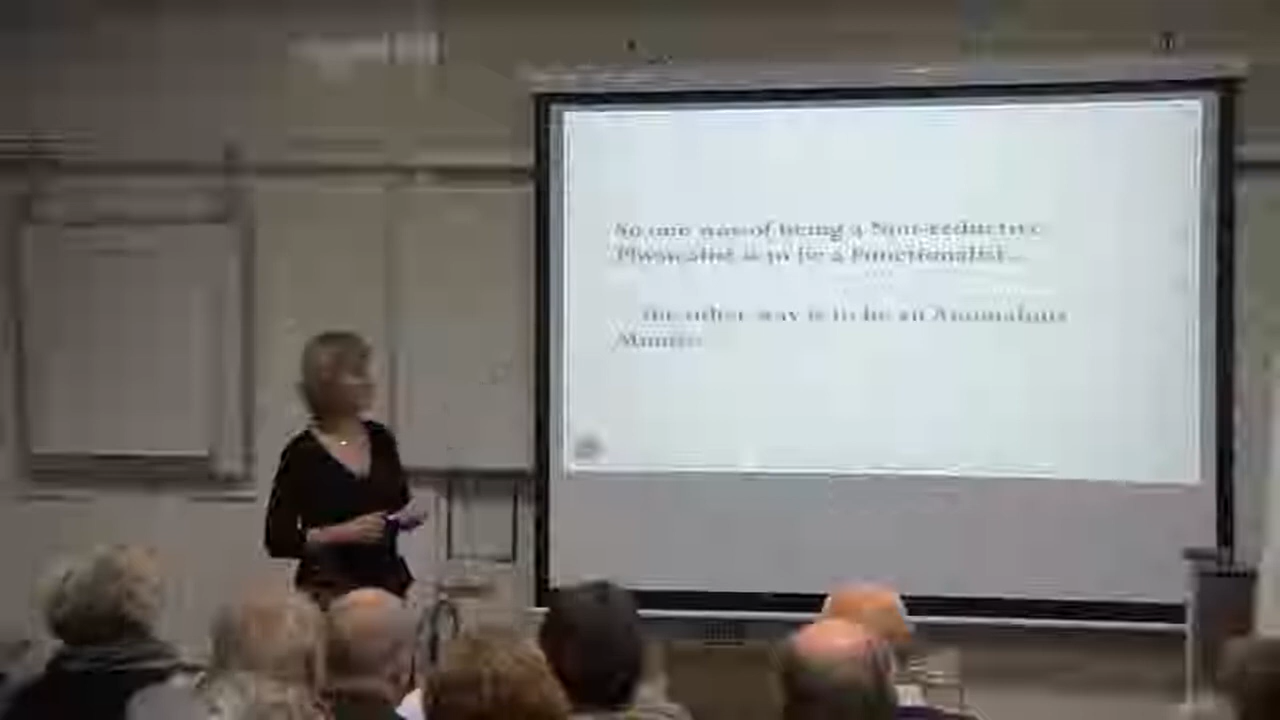 So one way of being a Non-reductive
Physicalist is to be a Functionalist...
the other way is to be an Anomalous
Monist